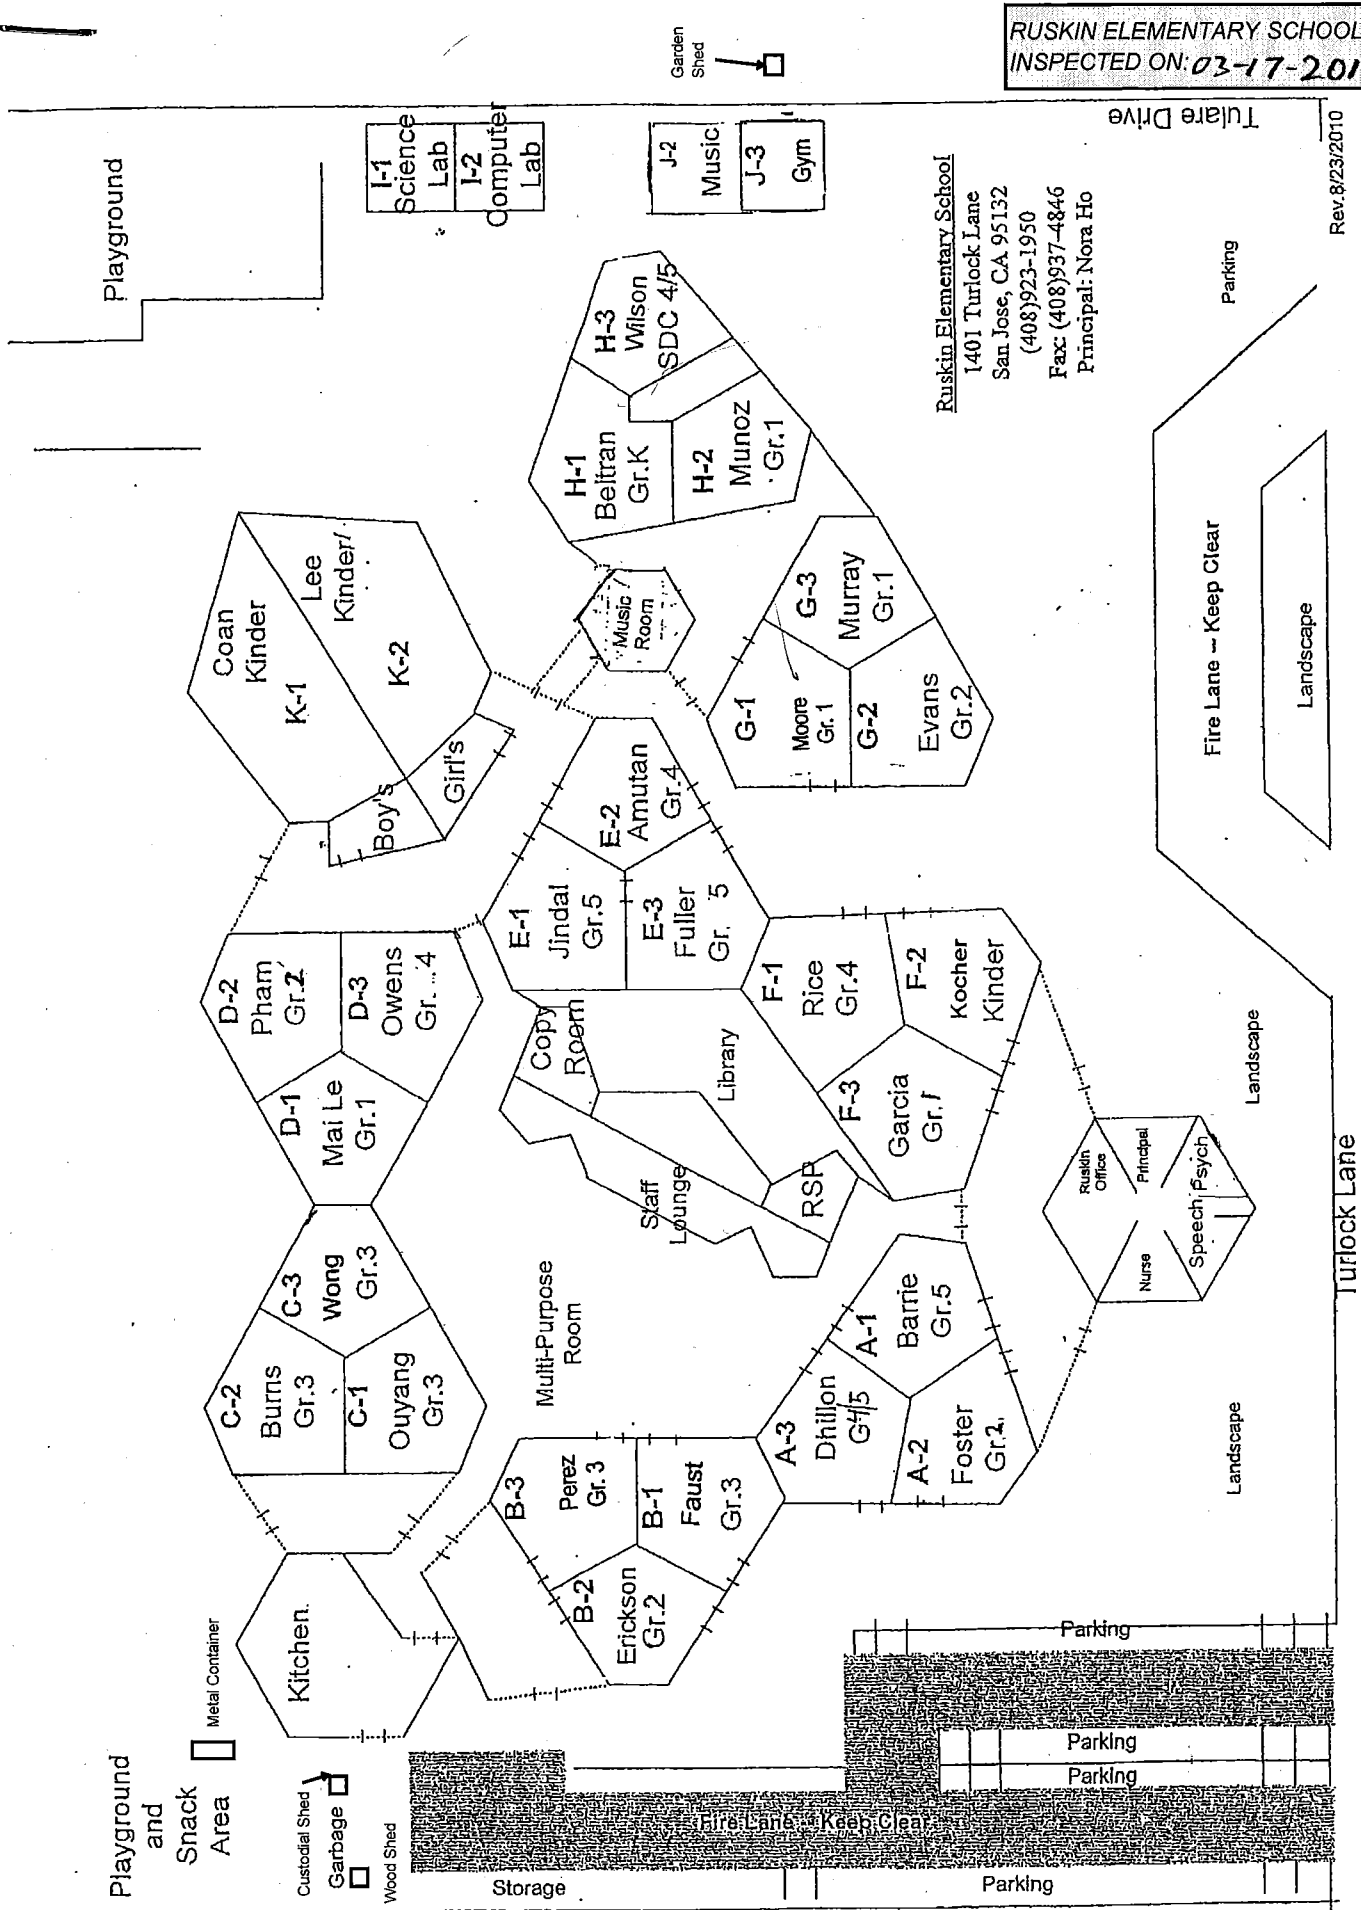 RUSKIN ELEMENTARY SCHOOL
INSPECTED ON: 03-17-201
Garden
Shed
Tulare Drive
Rev.8/23/2010
Playground
I-1
Science
Lab
I-2
Computer
Lab
J-2
Music
J-3
Gym
Ruskin Elementary School
1401 Turlock Lane
San Jose, CA 95132
(408)923-1950
Fax: (408)937-4846
Principal: Nora Ho
Parking
H-3
Wilson
SDC 4/5
H-1
Beltran
Gr.K
H-2
Munoz
Gr.1
Coan
Kinder
K-1
Lee
Kinder/
K-2
Boy's
Girl's
Music
Room
G-3
Murray
Gr.1
G-1
Moore
Gr.1
G-2
Evans
Gr.2
Fire Lane -- Keep Clear
Landscape
E-2
Amutan
Gr.4
E-1
Jindal
Gr.5
E-3
Fuller
Gr. 5
D-2
Pham
Gr.2
D-3
Owens
Gr. 4
D-1
Mai Le
Gr.1
Copy
Room
Library
Staff
Lounge
RSP
F-1
Rice
Gr.4
F-2
Kocher
Kinder
F-3
Garcia
Gr.1
Landscape
Ruskin
Office
Principal
Nurse
Speech
Psych
Turlock Lane
C-3
Wong
Gr.3
C-2
Burns
Gr.3
C-1
Ouyang
Gr.3
Multi-Purpose
Room
A-1
Barrie
Gr.5
A-3
Dhillon
G4/5
A-2
Foster
Gr.2
Landscape
B-3
Perez
Gr. 3
B-1
Faust
Gr.3
B-2
Erickson
Gr.2
Kitchen
Metal Container
Playground
and
Snack
Area
Custodial Shed
Garbage
Wood Shed
Storage
Fire Lane -- Keep Clear
Parking
Parking
Parking
Parking